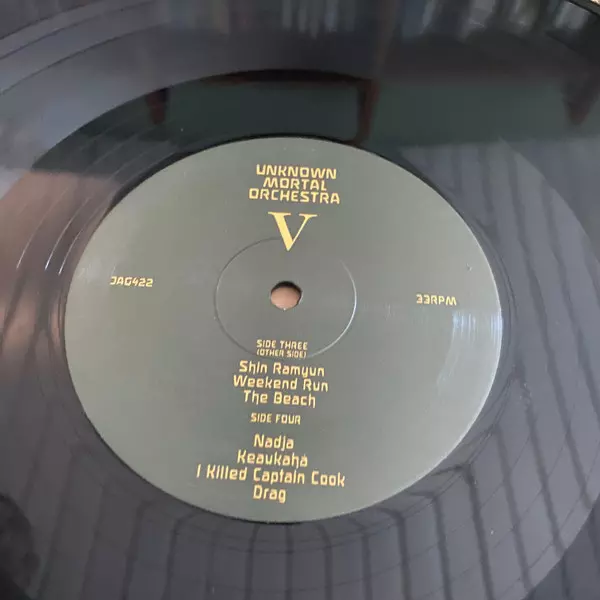 UNKNOWN
MORTAL
ORCHESTRA
V
JAG422
33RPM
SIDE THREE
(OTHER SIDE)
Shin Ramyun
Weekend Run
The Beach
SIDE FOUR
Nadja
Keaukaha
I Killed Captain Cook
Drag